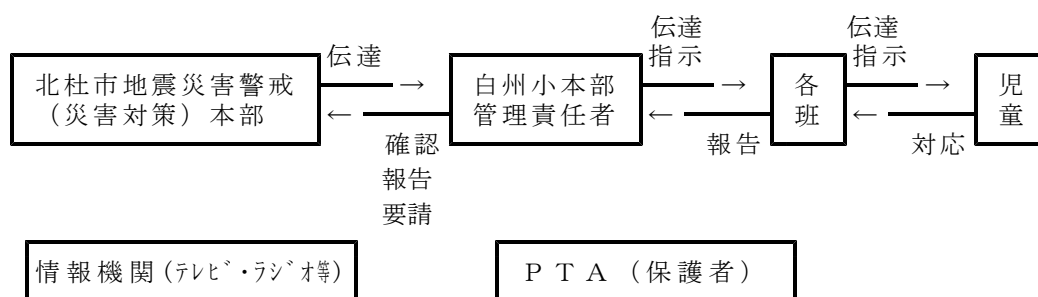 伝達
伝達
指示
伝達
指示
北杜市地震災害警戒
（災害対策）本部
→
←
白州小本部
管理責任者
→
←
各
班
→
←
児
童
確認
報告
要請
報告
対応
情報機関（ﾃﾚﾋﾞ・ﾗｼﾞｵ等）
ＰＴＡ（保護者）